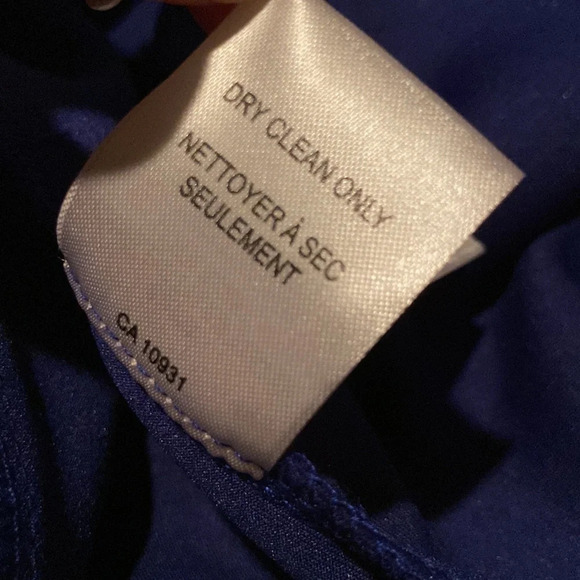 DRY CLEAN ONLY
NETTOYER À SEC
SEULEMENT
CA 10931